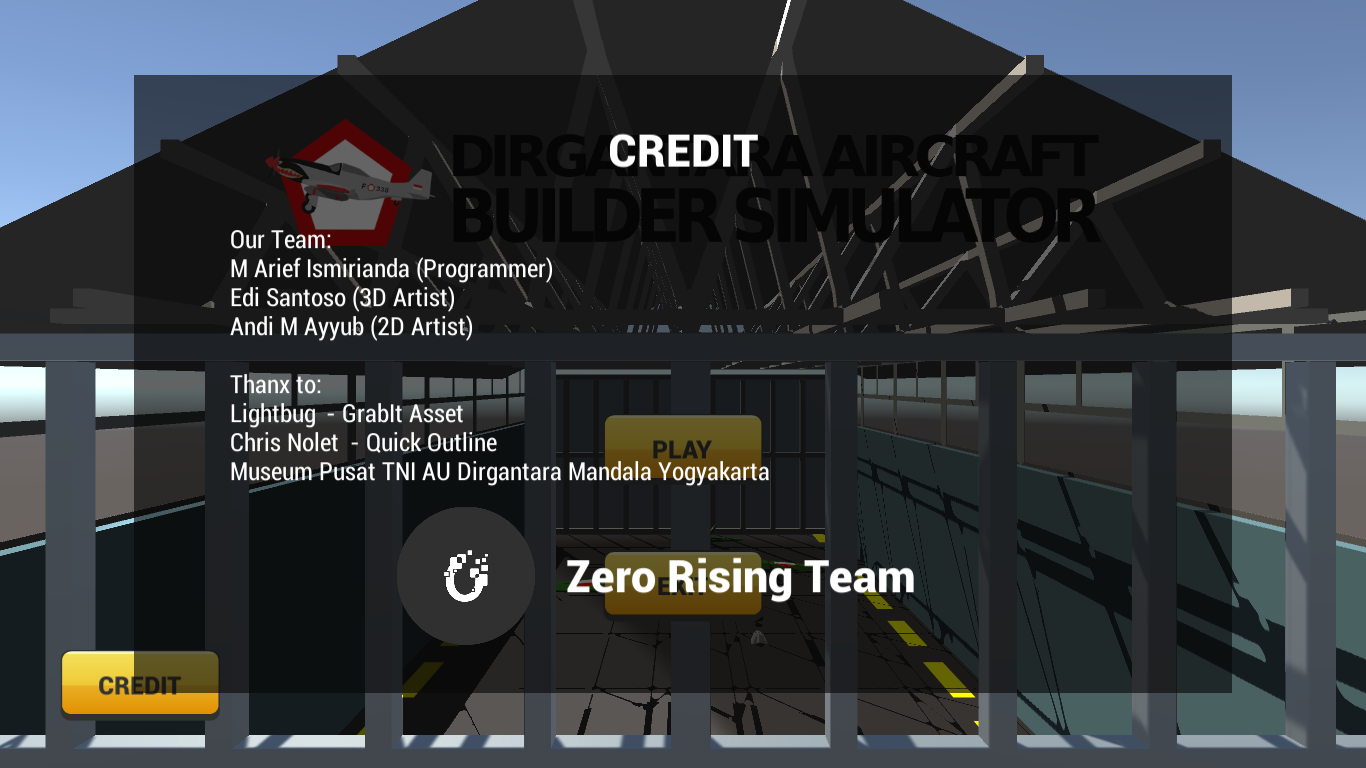 CREDIT
DIRGANTARA AIRCRAFT
BUILDER SIMULATOR
Our Team:
M Arief Ismirianda (Programmer)
Edi Santoso (3D Artist)
Andi M Ayyub (2D Artist)
Thanx to:
Lightbug - GrabIt Asset
Chris Nolet - Quick Outline
Museum Pusat TNI AU Dirgantara Mandala Yogyakarta
PLAY
Zero Rising Team
EXIT
CREDIT